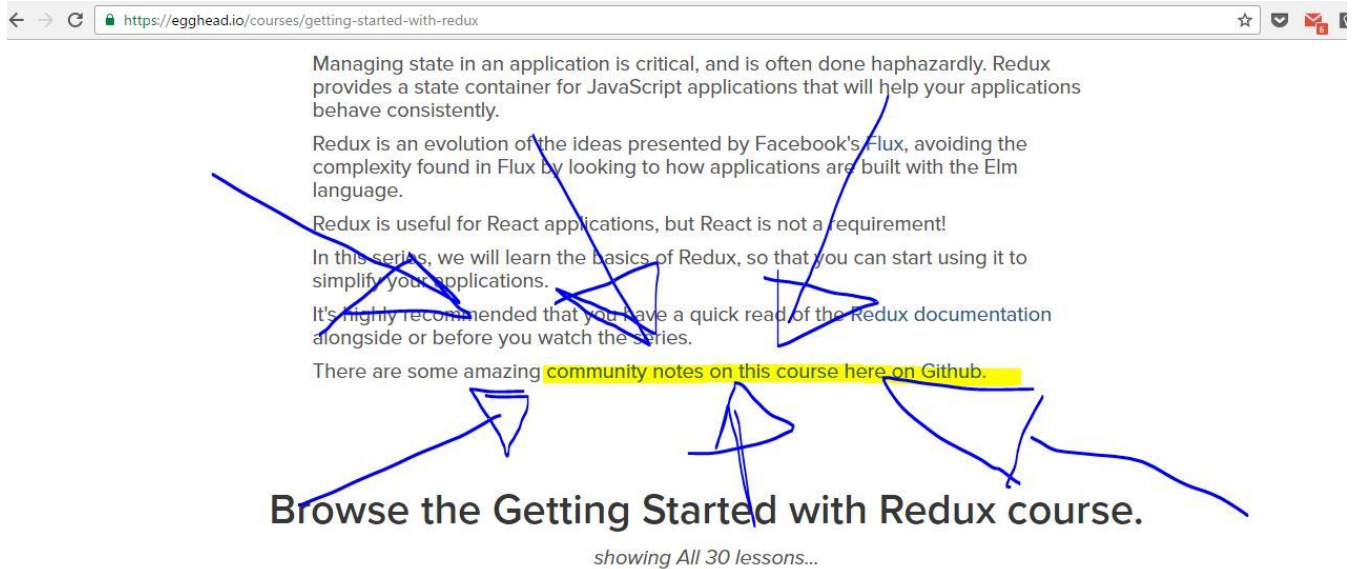 https://egghead.io/courses/getting-started-with-redux
6
Managing state in an application is critical, and is often done haphazardly. Redux
provides a state container for JavaScript applications that will help your applications
behave consistently.
Redux is an evolution of the ideas presented by Facebook's Flux, avoiding the
complexity found in Flux by looking to how applications are built with the Elm
language.
Redux is useful for React applications, but React is not a requirement!
In this series, we will learn the basics of Redux, so that you can start using it to
simplify your applications.
It's highly recommended that you have a quick read of the Redux documentation
alongside or before you watch the series.
There are some amazing community notes on this course here on Github.
Browse the Getting Started with Redux course.
showing All 30 lessons...